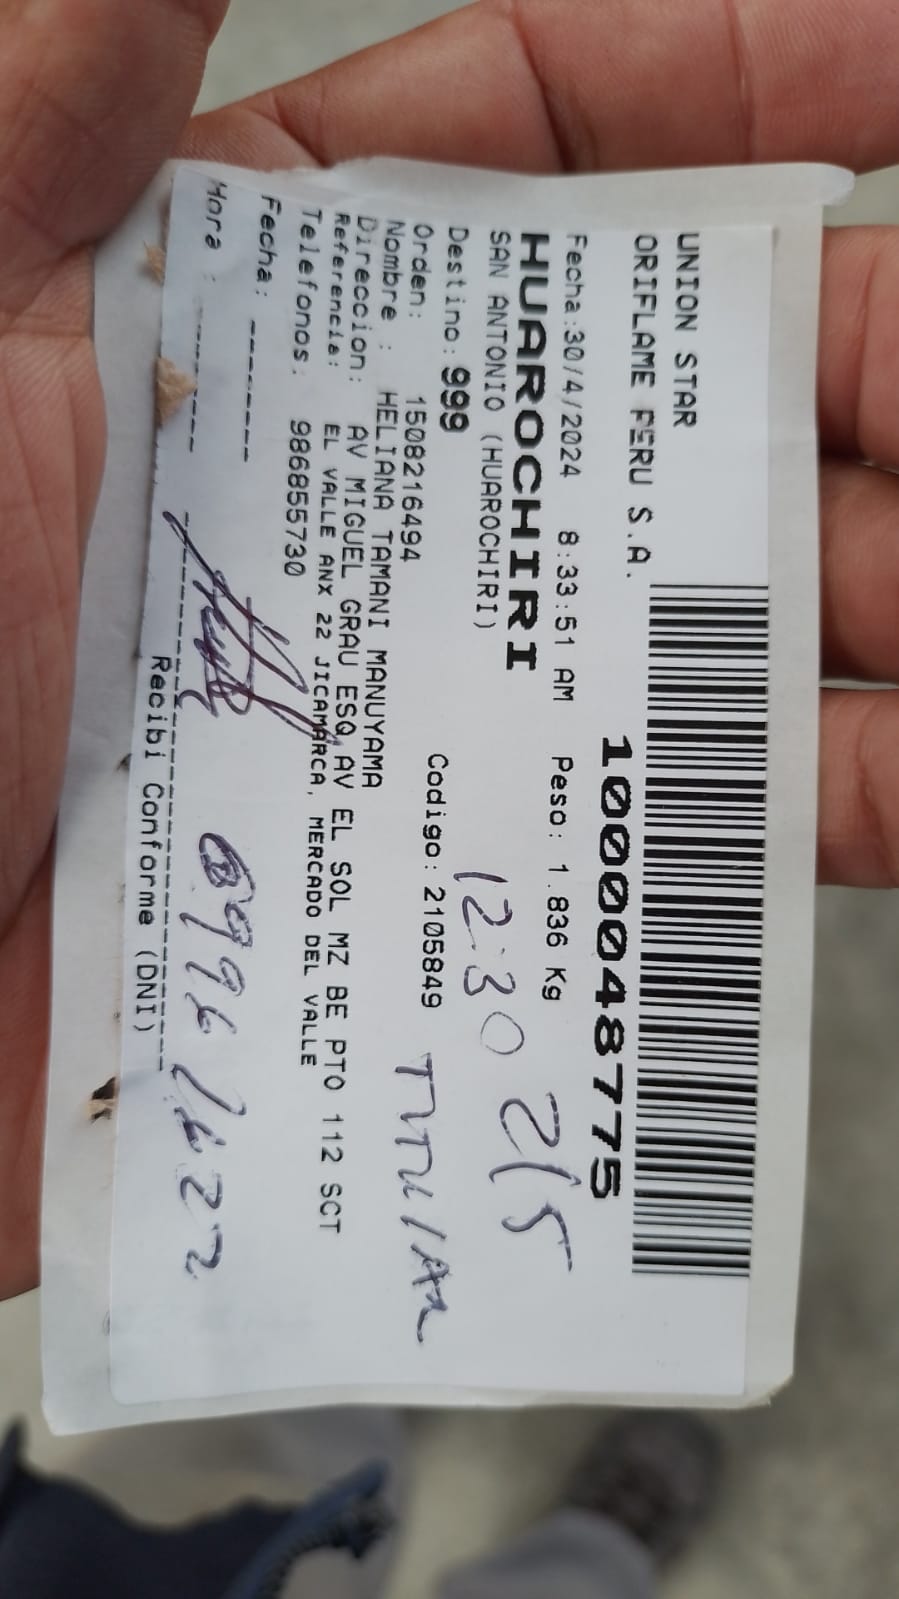 UNION STAR
ORIFLAME PERU S.A.
1000048775
Fecha:30/4/2024 8:33:51 AM Peso: 1.836 Kg
HUAROCHIRI
SAN ANTONIO (HUAROCHIRI)
12:30 2/5
Destino: 999 Codigo: 2105849
Orden: 1508216494
Nombre : HELIANA TAMANI MANUYAMA
Direccion: AV MIGUEL GRAU ESQ AV EL SOL MZ BE PTO 112 SCT
Referencia: EL VALLE ANX 22 JICAMARCA, MERCADO DEL VALLE
Telefonos: 986855730
Fecha: ------
Hora : ------
Recibi Conforme (DNI)